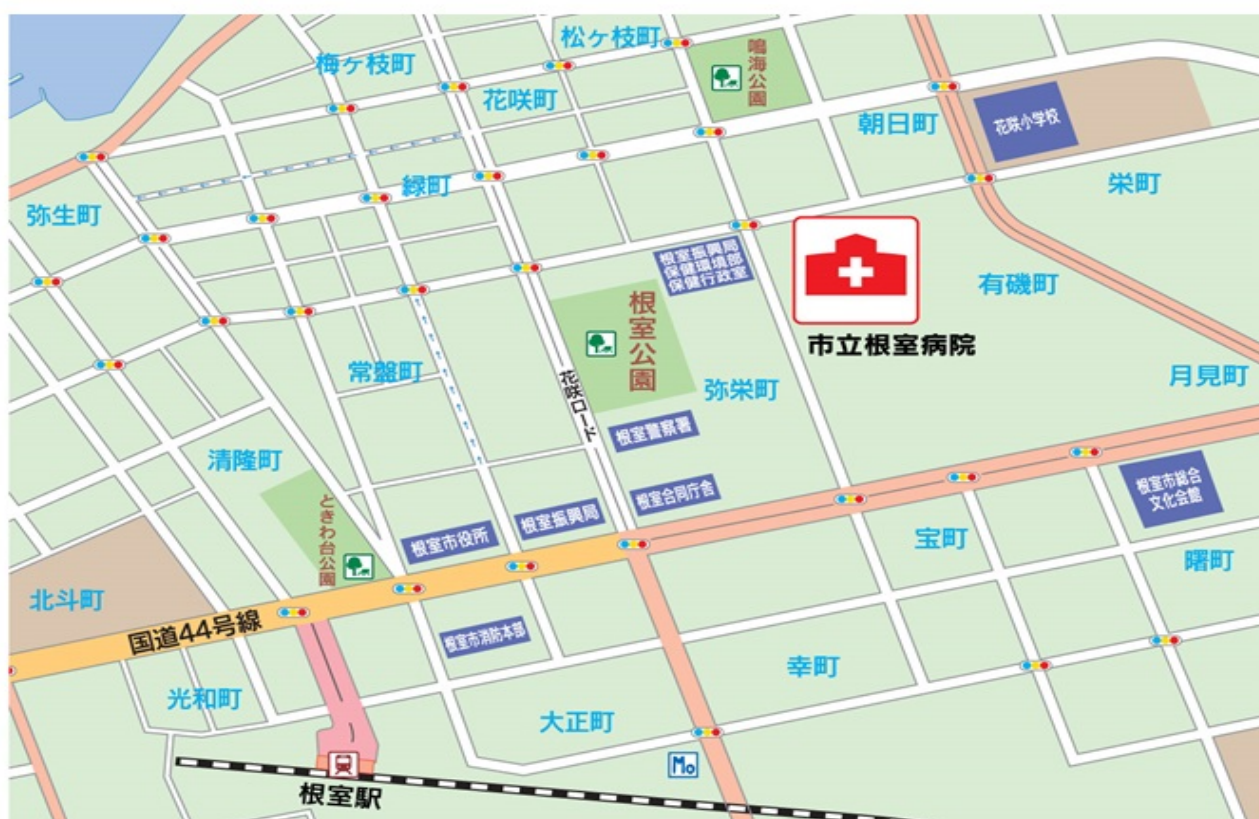 松ヶ枝町
梅ヶ枝町
鳴海公園
花咲町
朝日町
花咲小学校
緑町
栄町
弥生町
根室振興局
保健環境部
保健行政室
有磯町
根室公園
市立根室病院
常盤町
花咲ロード
弥栄町
月見町
根室警察署
清隆町
ときわ台公園
根室合同庁舎
根室市総合
文化会館
根室振興局
根室市役所
宝町
曙町
北斗町
国道44号線
根室市消防本部
幸町
光和町
大正町
Mo
根室駅